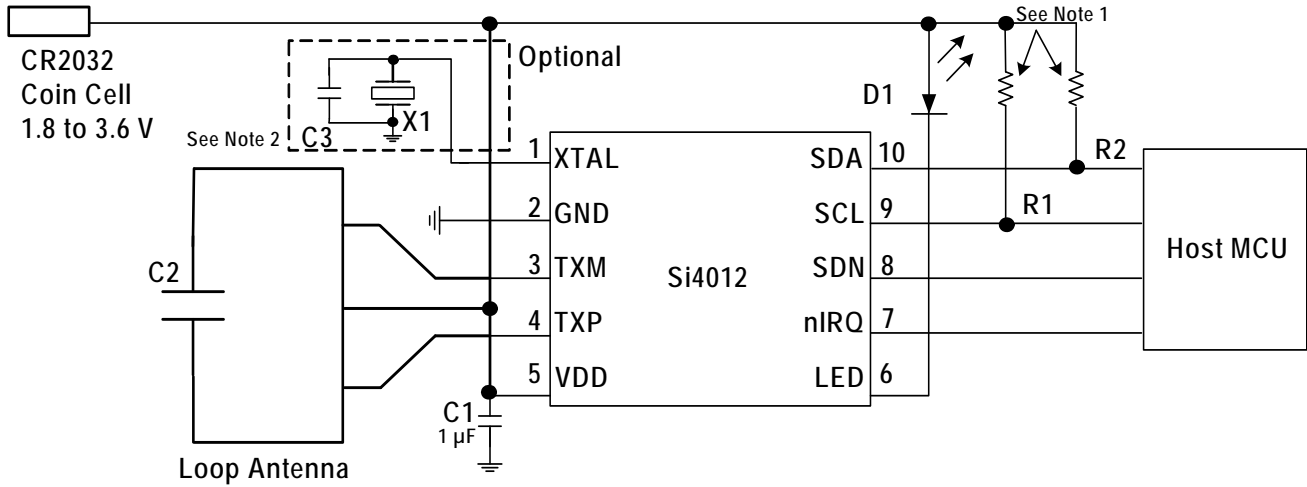 See Note 1
CR2032
Coin Cell
1.8 to 3.6 V
Optional
X1
C3
See Note 2
D1
R2
R1
1 XTAL
2 GND
3 TXM
4 TXP
5 VDD
Si4012
SDA 10
SCL 9
SDN 8
nIRQ 7
LED 6
Host MCU
C2
C1
1 µF
Loop Antenna